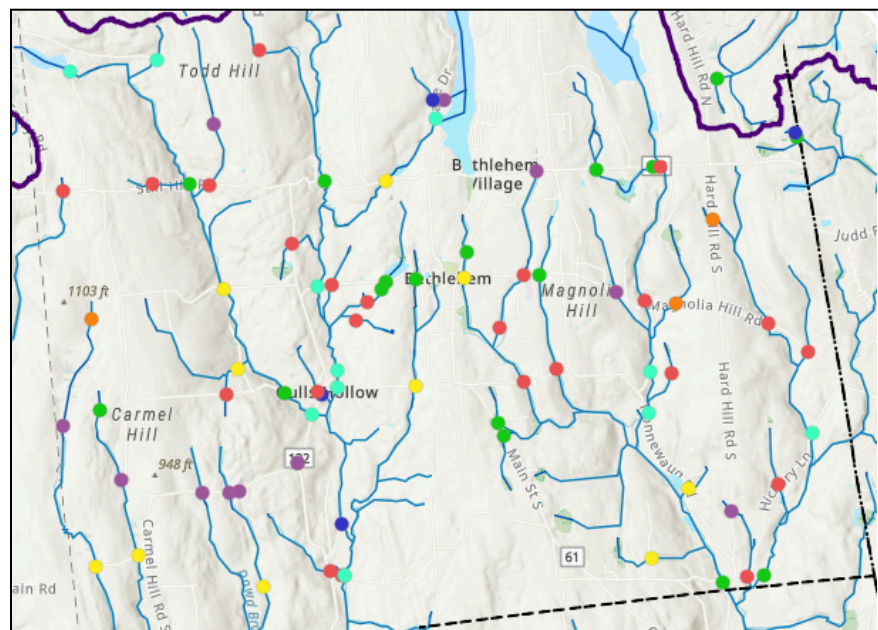 Hard Hill Rd N
Todd Hill
Bethlehem
Village
Hard Hill Rd S
Judd
1103 ft
Bethlehem
Magnolia
Hill
Magnolia Hill Rd
Hollow
Carmel
Hill
948 ft
132
Main St S
Hard Hill Rd S
Hickory Ln
Carmel Hill Rd S
61
ain Rd